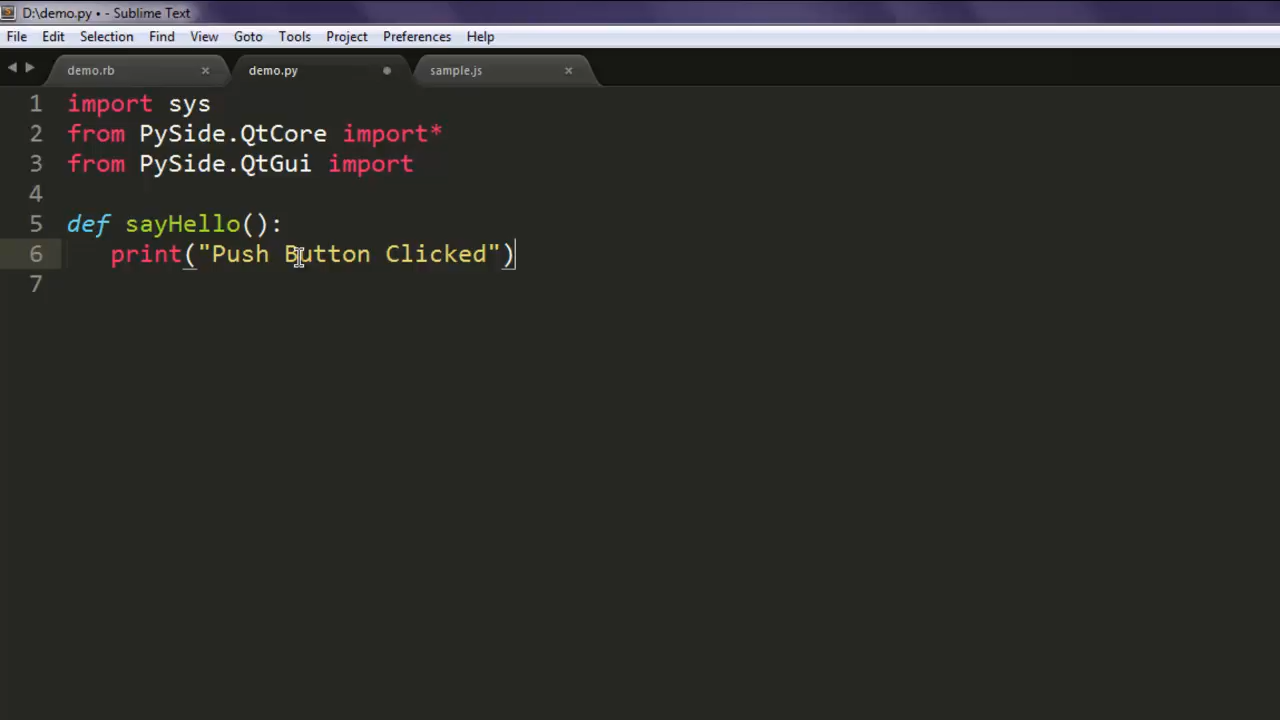 D:\demo.py • - Sublime Text
File Edit Selection Find View Goto Tools Project Preferences Help
demo.rb × demo.py sample.js ×
1 import sys
2 from PySide.QtCore import*
3 from PySide.QtGui import
4
5 def sayHello():
6    print("Push Button Clicked")
7